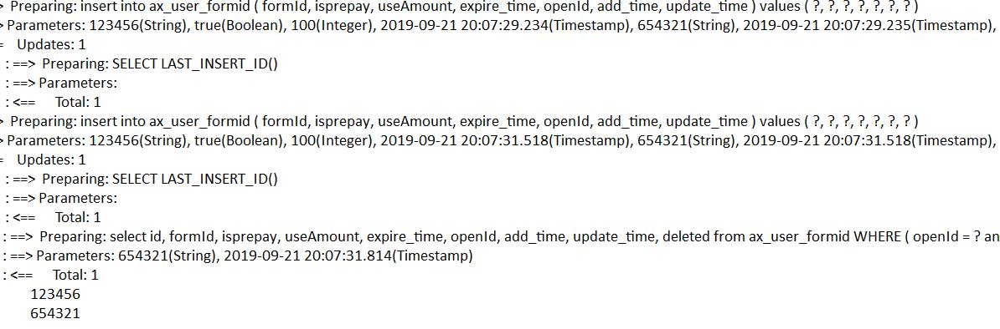 > Preparing: insert into ax_user_formid ( formId, isprepay, useAmount, expire_time, openId, add_time, update_time ) values ( ?, ?, ?, ?, ?, ?, ? )
> Parameters: 123456(String), true(Boolean), 100(Integer), 2019-09-21 20:07:29.234(Timestamp), 654321(String), 2019-09-21 20:07:29.235(Timestamp),
= Updates: 1
: ==> Preparing: SELECT LAST_INSERT_ID()
: ==> Parameters:
: <== Total: 1
> Preparing: insert into ax_user_formid ( formId, isprepay, useAmount, expire_time, openId, add_time, update_time ) values ( ?, ?, ?, ?, ?, ?, ? )
> Parameters: 123456(String), true(Boolean), 100(Integer), 2019-09-21 20:07:31.518(Timestamp), 654321(String), 2019-09-21 20:07:31.518(Timestamp),
= Updates: 1
: ==> Preparing: SELECT LAST_INSERT_ID()
: ==> Parameters:
: <== Total: 1
: ==> Preparing: select id, formId, isprepay, useAmount, expire_time, openId, add_time, update_time, deleted from ax_user_formid WHERE ( openId = ? an
: ==> Parameters: 654321(String), 2019-09-21 20:07:31.814(Timestamp)
: <== Total: 1
123456
654321